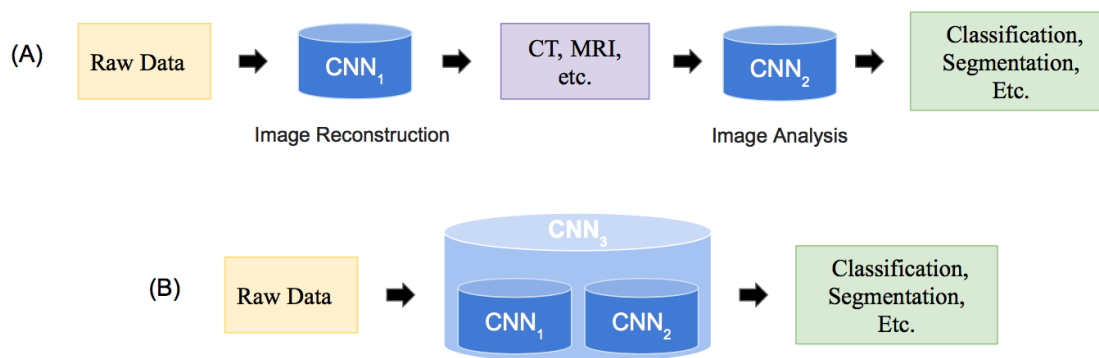 (A)
Raw Data
CNN1
Image Reconstruction
CT, MRI,
etc.
CNN2
Image Analysis
Classification,
Segmentation,
Etc.
(B)
Raw Data
CNN3
CNN1
CNN2
Classification,
Segmentation,
Etc.